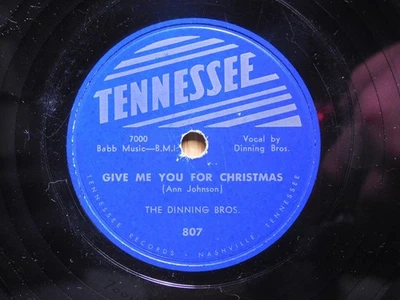 TENNESSEE
7000
Babb Music—B.M.I.
Vocal by
Dinning Bros.
GIVE ME YOU FOR CHRISTMAS
(Ann Johnson)
THE DINNING BROS.
807
TENNESSEE RECORDS - NASHVILLE, TENNESSEE